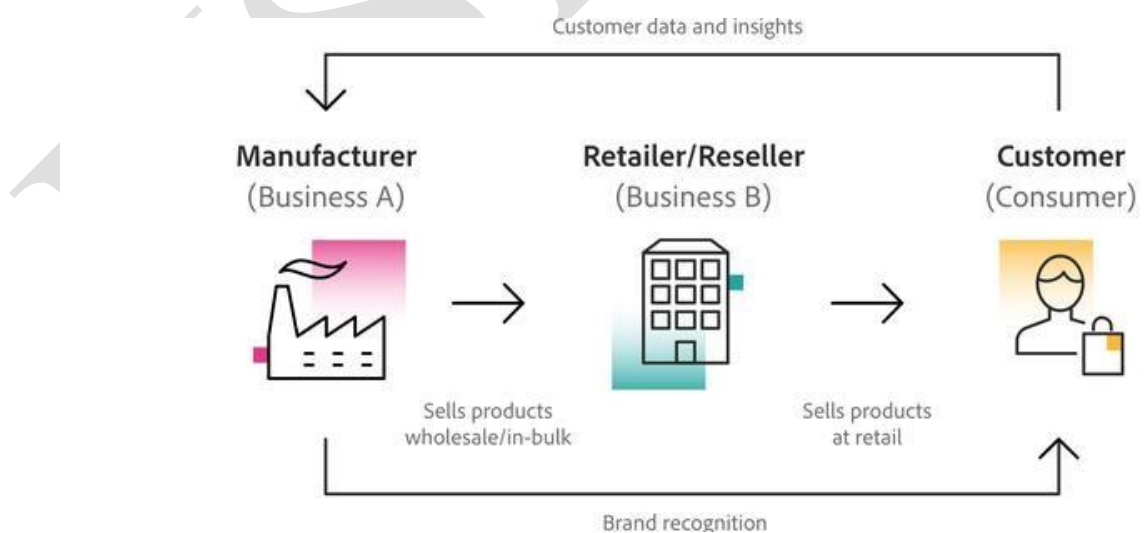 Customer data and insights
Manufacturer
(Business A)
Retailer/Reseller
(Business B)
Customer
(Consumer)
Sells products
wholesale/in-bulk
Sells products
at retail
Brand recognition